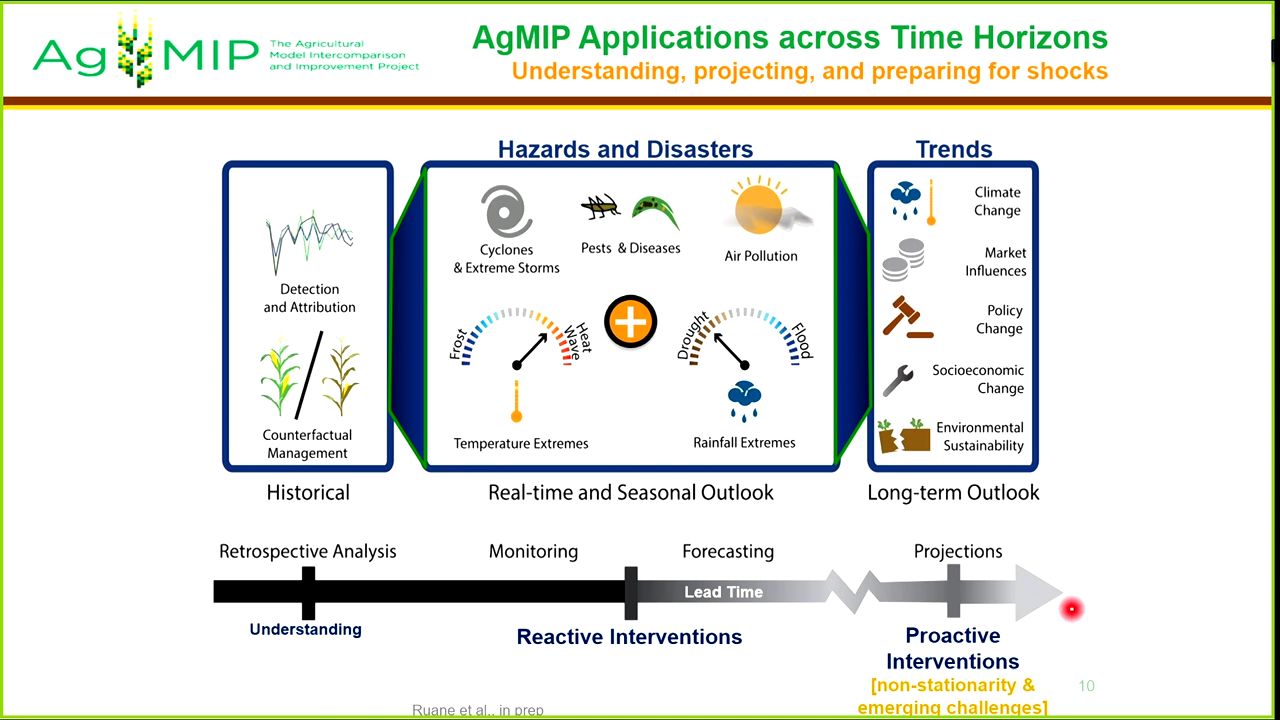 AgMIP
The Agricultural
Model Intercomparison
and Improvement Project
AgMIP Applications across Time Horizons
Understanding, projecting, and preparing for shocks
Hazards and Disasters
Trends
Detection
and Attribution
Counterfactual
Management
Cyclones
& Extreme Storms
Pests & Diseases
Air Pollution
Frost
Heat
Wave
Temperature Extremes
Drought
Flood
Rainfall Extremes
Climate
Change
Market
Influences
Policy
Change
Socioeconomic
Change
Environmental
Sustainability
Historical
Real-time and Seasonal Outlook
Long-term Outlook
Retrospective Analysis
Monitoring
Forecasting
Projections
Lead Time
Understanding
Reactive Interventions
Proactive
Interventions
[non-stationarity &
emerging challenges]
10
Ruane et al., in prep